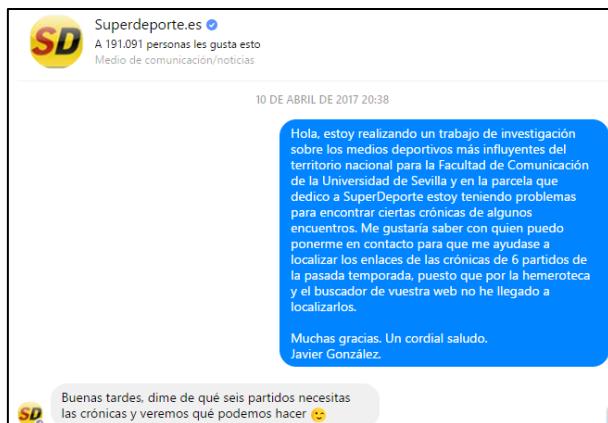 SD
Superdeporte.es
A 191.091 personas les gusta esto
Medio de comunicación/noticias
10 DE ABRIL DE 2017 20:38
Hola, estoy realizando un trabajo de investigación
sobre los medios deportivos más influyentes del
territorio nacional para la Facultad de Comunicación
de la Universidad de Sevilla y en la parcela que
dedico a SuperDeporte estoy teniendo problemas
para encontrar ciertas crónicas de algunos
encuentros. Me gustaría saber con quien puedo
ponerme en contacto para que me ayudase a
localizar los enlaces de las crónicas de 6 partidos de
la pasada temporada, puesto que por la hemeroteca
y el buscador de vuestra web no he llegado a
localizarlos.
Muchas gracias. Un cordial saludo.
Javier González.
Buenas tardes, dime de qué seis partidos necesitas
las crónicas y veremos qué podemos hacer 😉
SD